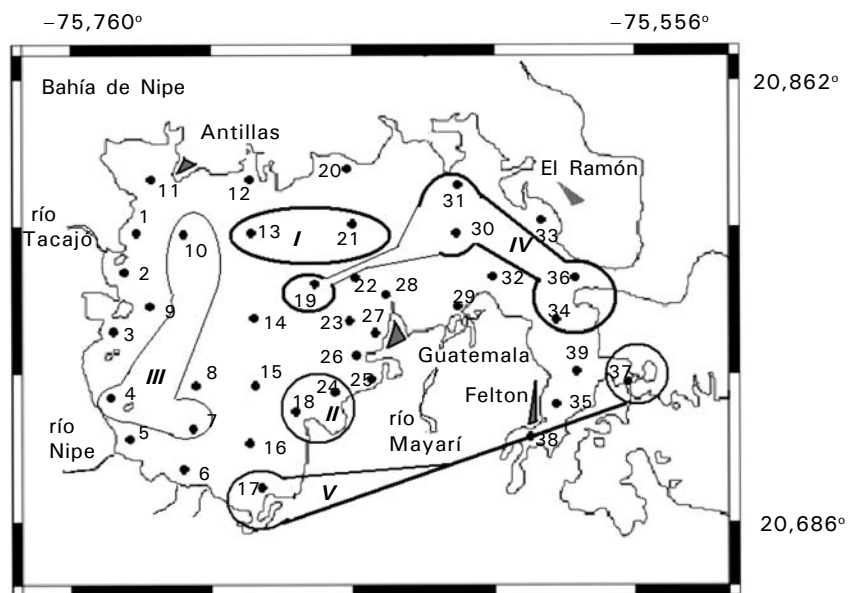 −75,760°
−75,556°
Bahía de Nipe
20,862°
Antillas
El Ramón
11
12
20
31
río
Tacajó
1
10
13
I
21
30
IV
33
2
19
22
28
32
36
9
14
23
27
29
34
3
Guatemala
26
39
III
8
15
24
25
Felton
37
4
18
II
río
Mayarí
35
7
río
Nipe
5
16
38
6
17
V
20,686°